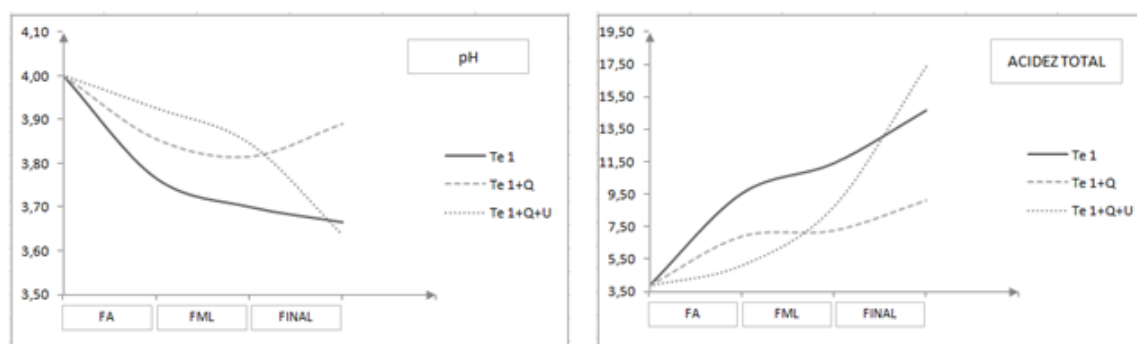 4,10
4,00
3,90
3,80
3,70
3,60
3,50
pH
Te 1
Te 1+Q
Te 1+Q+U
FA
FML
FINAL
19,50
17,50
15,50
13,50
11,50
9,50
7,50
5,50
3,50
ACIDEZ TOTAL
Te 1
Te 1+Q
Te 1+Q+U
FA
FML
FINAL